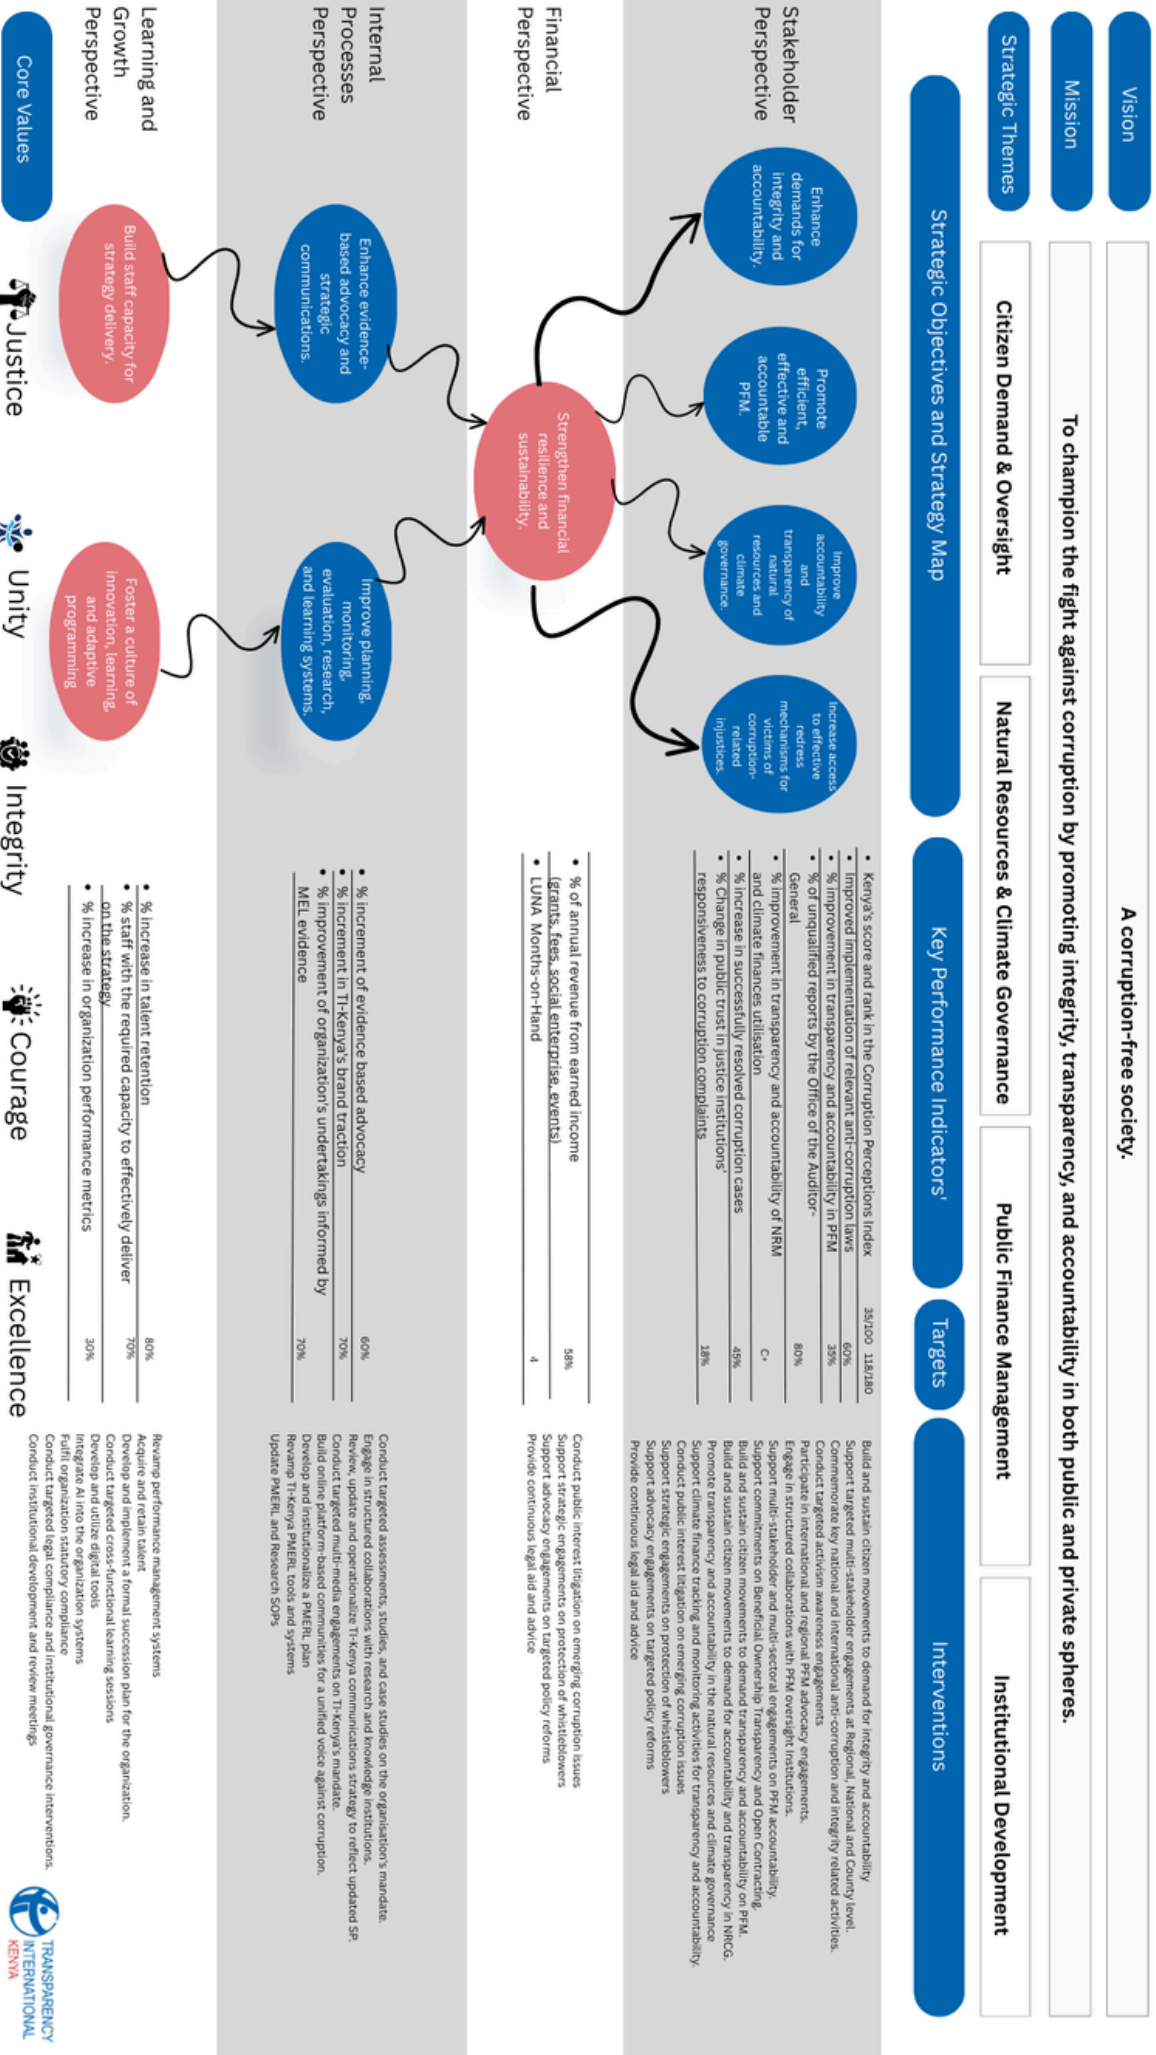 Vision
A corruption-free society.
Mission
To champion the fight against corruption by promoting integrity, transparency, and accountability in both public and private spheres.
Strategic Themes
Citizen Demand & Oversight
Natural Resources & Climate Governance
Public Finance Management
Institutional Development
Strategic Objectives and Strategy Map
Key Performance Indicators'
Targets
Interventions
Stakeholder
Perspective
Enhance
demands for
integrity and
accountability.
Promote
efficient,
effective and
accountable
PFM.
Improve
accountability
and
transparency of
natural
resources and
climate
governance.
Increase access
to effective
redress
mechanisms for
victims of
corruption-
related
injustices.
• Kenya's score and rank in the Corruption Perceptions Index 35/100 118/180
• Improved implementation of relevant anti-corruption laws 60%
• % improvement in transparency and accountability in PFM 35%
• % of unqualified reports by the Office of the Auditor-
General 80%
• % improvement in transparency and accountability of NRM
and climate finances utilisation C+
• % increase in successfully resolved corruption cases 45%
• % Change in public trust in justice institutions'
responsiveness to corruption complaints 18%
Build and sustain citizen movements to demand for integrity and accountability
Support targeted multi-stakeholder engagements at Regional, National and County level.
Commemorate key national and international anti-corruption and integrity related activities.
Conduct targeted activism awareness engagements
Participate in international and regional PFM advocacy engagements.
Engage in structured collaborations with PFM oversight Institutions.
Support multi-stakeholder and multi-sectoral engagements on PFM accountability.
Support commitments on Beneficial Ownership Transparency and Open Contracting.
Build and sustain citizen movements to demand transparency and accountability on PFM.
Build and sustain citizen movements to demand for accountability and transparency in NRCG.
Promote transparency and accountability in the natural resources and climate governance
Support climate finance tracking and monitoring activities for transparency and accountability.
Conduct public interest litigation on emerging corruption issues
Support strategic engagements on protection of whistleblowers
Support advocacy engagements on targeted policy reforms
Provide continuous legal aid and advice
Financial
Perspective
Strengthen financial
resilience and
sustainability.
• % of annual revenue from earned income
(grants, fees, social enterprise, events) 58%
• LUNA Months-on-Hand 4
Conduct public interest litigation on emerging corruption issues
Support strategic engagements on protection of whistleblowers
Support advocacy engagements on targeted policy reforms
Provide continuous legal aid and advice
Internal
Processes
Perspective
Enhance evidence-
based advocacy and
strategic
communications.
Improve planning,
monitoring,
evaluation, research,
and learning systems.
• % increment of evidence based advocacy 60%
• % increment in TI-Kenya's brand traction 70%
• % improvement of organization's undertakings informed by
MEL evidence 70%
Conduct targeted assessments, studies, and case studies on the organisation's mandate.
Engage in structured collaborations with research and knowledge institutions.
Review, update and operationalize TI-Kenya communications strategy to reflect updated SP.
Conduct targeted multi-media engagements on TI-Kenya's mandate.
Build online platform-based communities for a unified voice against corruption.
Develop and institutionalize a PMERL plan
Revamp TI-Kenya PMERL tools and systems
Update PMERL and Research SOPs
Learning and
Growth
Perspective
Build staff capacity for
strategy delivery.
Foster a culture of
innovation, learning,
and adaptive
programming
• % increase in talent retention 80%
• % staff with the required capacity to effectively deliver
on the strategy 70%
• % increase in organization performance metrics 30%
Revamp performance management systems
Acquire and retain talent
Develop and implement a formal succession plan for the organization.
Conduct targeted cross-functional learning sessions
Develop and utilize digital tools
Integrate AI into the organization systems
Fulfil organization statutory compliance
Conduct targeted legal compliance and institutional governance interventions.
Conduct institutional development and review meetings
Core Values
Justice
Unity
Integrity
Courage
Excellence
TRANSPARENCY
INTERNATIONAL
KENYA